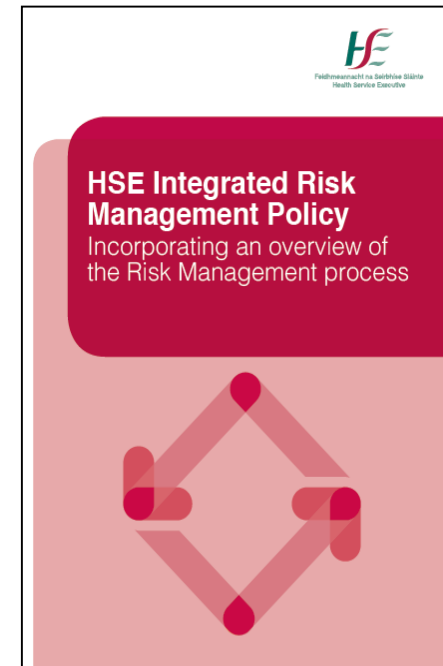 HSE
Feidhmeannacht na Seirbhíse Sláinte
Health Service Executive
HSE Integrated Risk
Management Policy
Incorporating an overview of
the Risk Management process